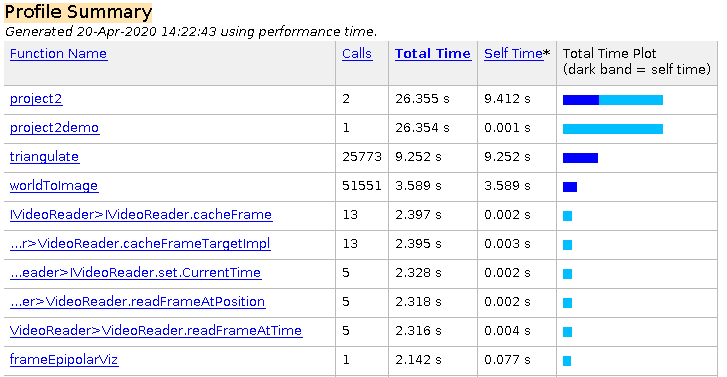 Profile Summary
Generated 20-Apr-2020 14:22:43 using performance time.
Function Name Calls Total Time Self Time* Total Time Plot
(dark band = self time)
project2 2 26.355 s 9.412 s
project2demo 1 26.354 s 0.001 s
triangulate 25773 9.252 s 9.252 s
worldToImage 51551 3.589 s 3.589 s
IVideoReader>IVideoReader.cacheFrame 13 2.397 s 0.002 s
...r>VideoReader.cacheFrameTargetImpl 13 2.395 s 0.003 s
...eader>IVideoReader.set.CurrentTime 5 2.328 s 0.002 s
...er>VideoReader.readFrameAtPosition 5 2.318 s 0.002 s
VideoReader>VideoReader.readFrameAtTime 5 2.316 s 0.004 s
frameEpipolarViz 1 2.142 s 0.077 s